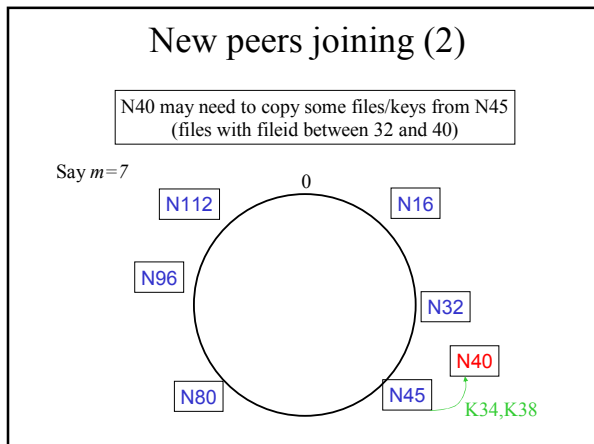 New peers joining (2)
N40 may need to copy some files/keys from N45
(files with fileid between 32 and 40)
Say m=7
0
N112
N16
N96
N32
N40
N80
N45
K34,K38